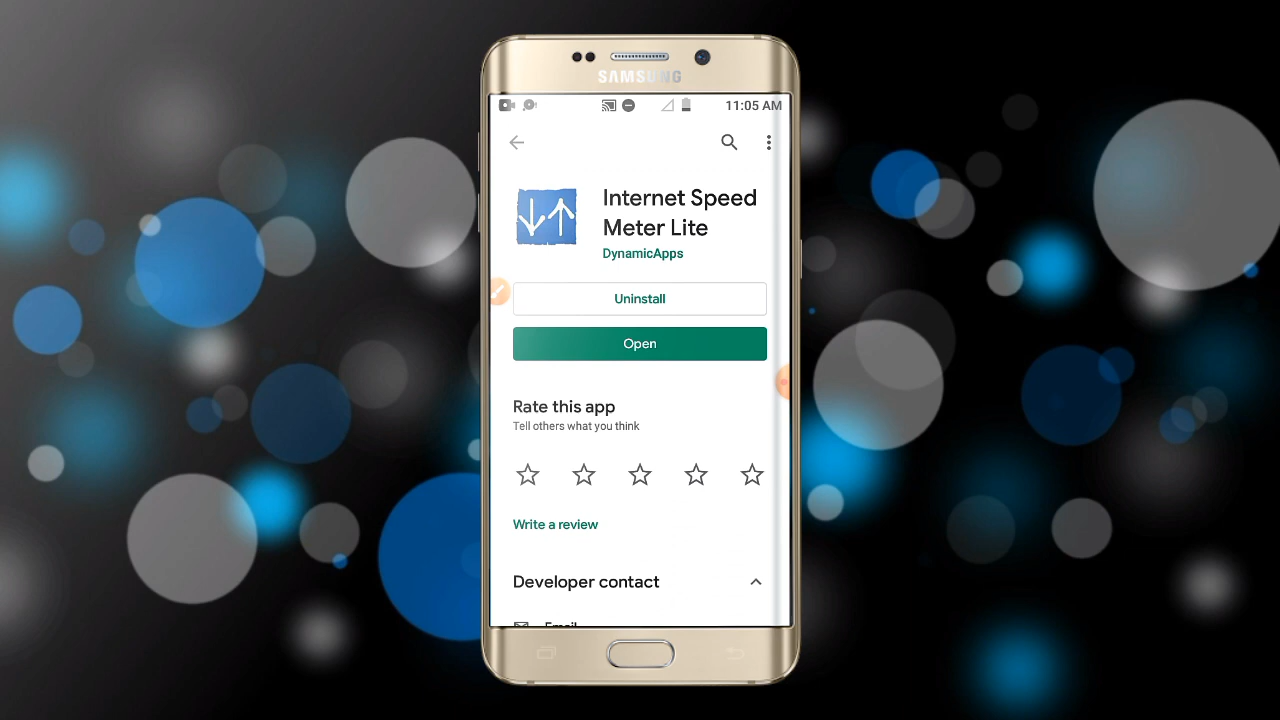 SAMSUNG
11:05 AM
Internet Speed
Meter Lite
DynamicApps
Uninstall
Open
Rate this app
Tell others what you think
Write a review
Developer contact
Email